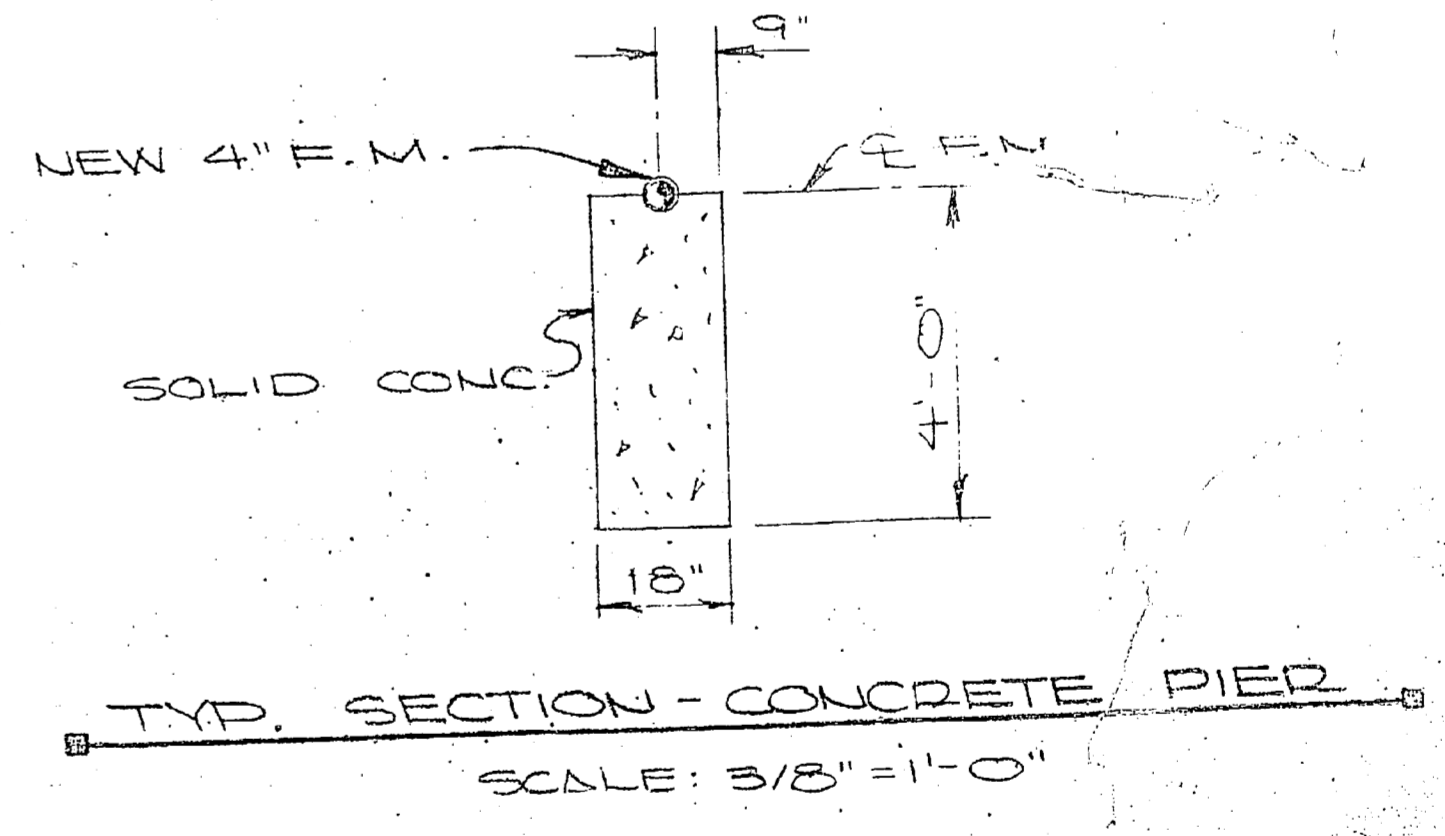 9"
NEW 4" F.M.
℄ F.M.
4'-0"
SOLID CONC.
18"
TYP. SECTION - CONCRETE PIER
SCALE: 3/8" = 1'-0"